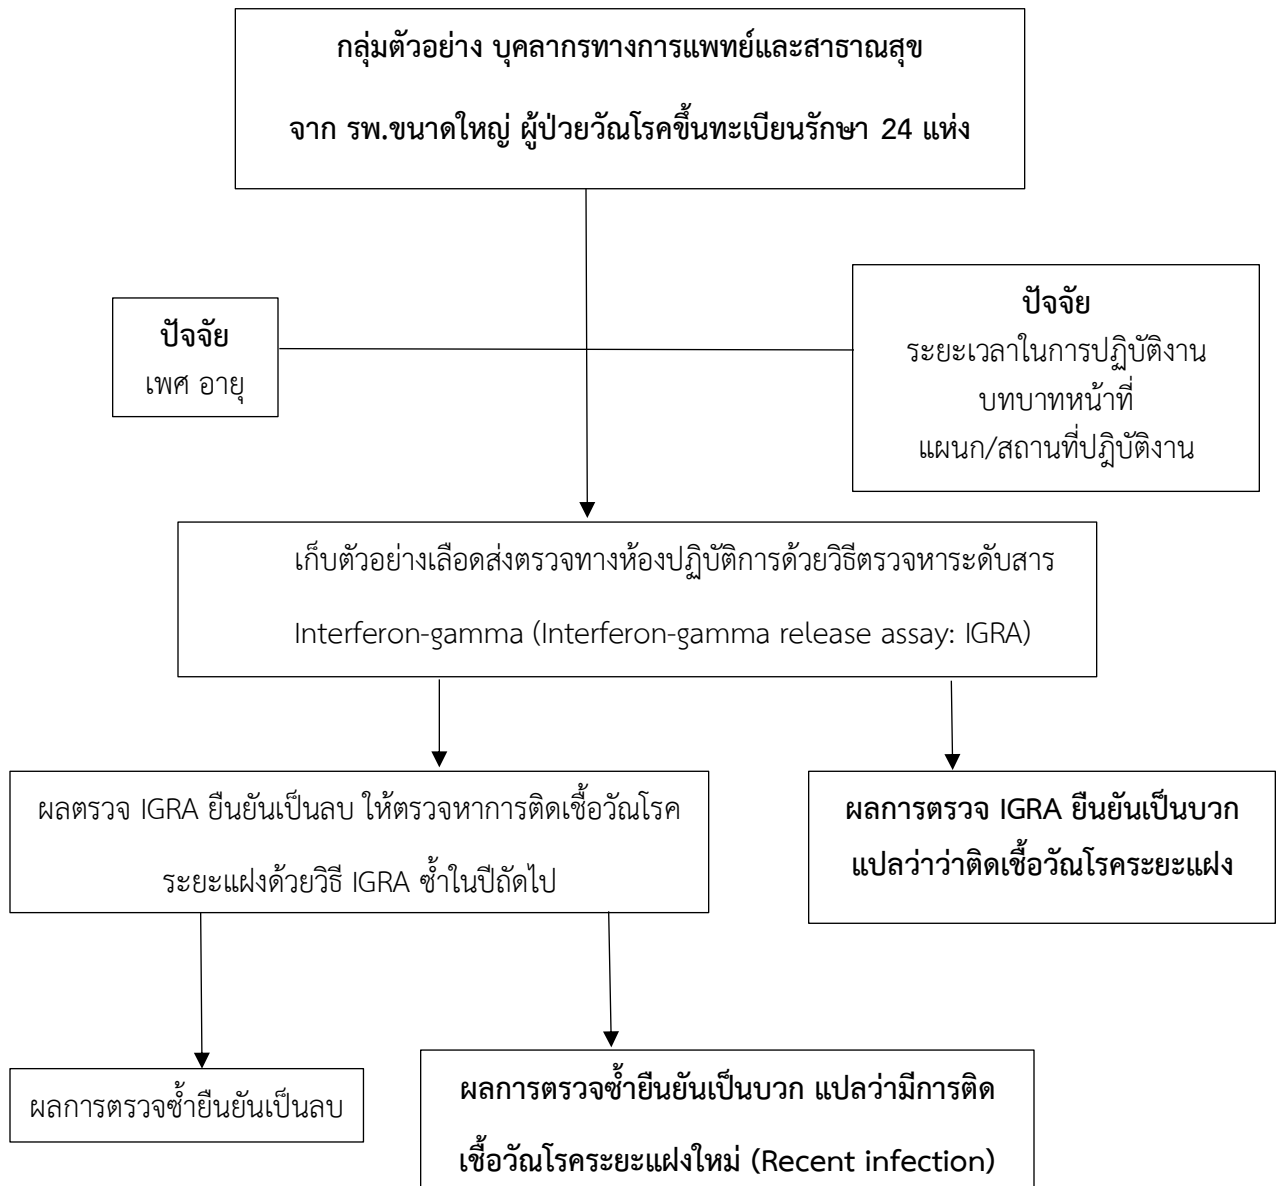 กลุ่มตัวอย่าง บุคลากรทางการแพทย์และสาธาณสุข
จาก รพ.ขนาดใหญ่ ผู้ป่วยวัณโรคขึ้นทะเบียนรักษา 24 แห่ง
ปัจจัย
เพศ อายุ
ปัจจัย
ระยะเวลาในการปฏิบัติงาน
บทบาทหน้าที่
แผนก/สถานที่ปฎิบัติงาน
เก็บตัวอย่างเลือดส่งตรวจทางห้องปฏิบัติการด้วยวิธีตรวจหาระดับสาร
Interferon-gamma (Interferon-gamma release assay: IGRA)
ผลตรวจ IGRA ยืนยันเป็นลบ ให้ตรวจหาการติดเชื้อวัณโรค
ระยะแฝงด้วยวิธี IGRA ซ้ำในปีถัดไป
ผลการตรวจ IGRA ยืนยันเป็นบวก
แปลว่าว่าติดเชื้อวัณโรคระยะแฝง
ผลการตรวจซ้ำยืนยันเป็นลบ
ผลการตรวจซ้ำยืนยันเป็นบวก แปลว่ามีการติด
เชื้อวัณโรคระยะแฝงใหม่ (Recent infection)